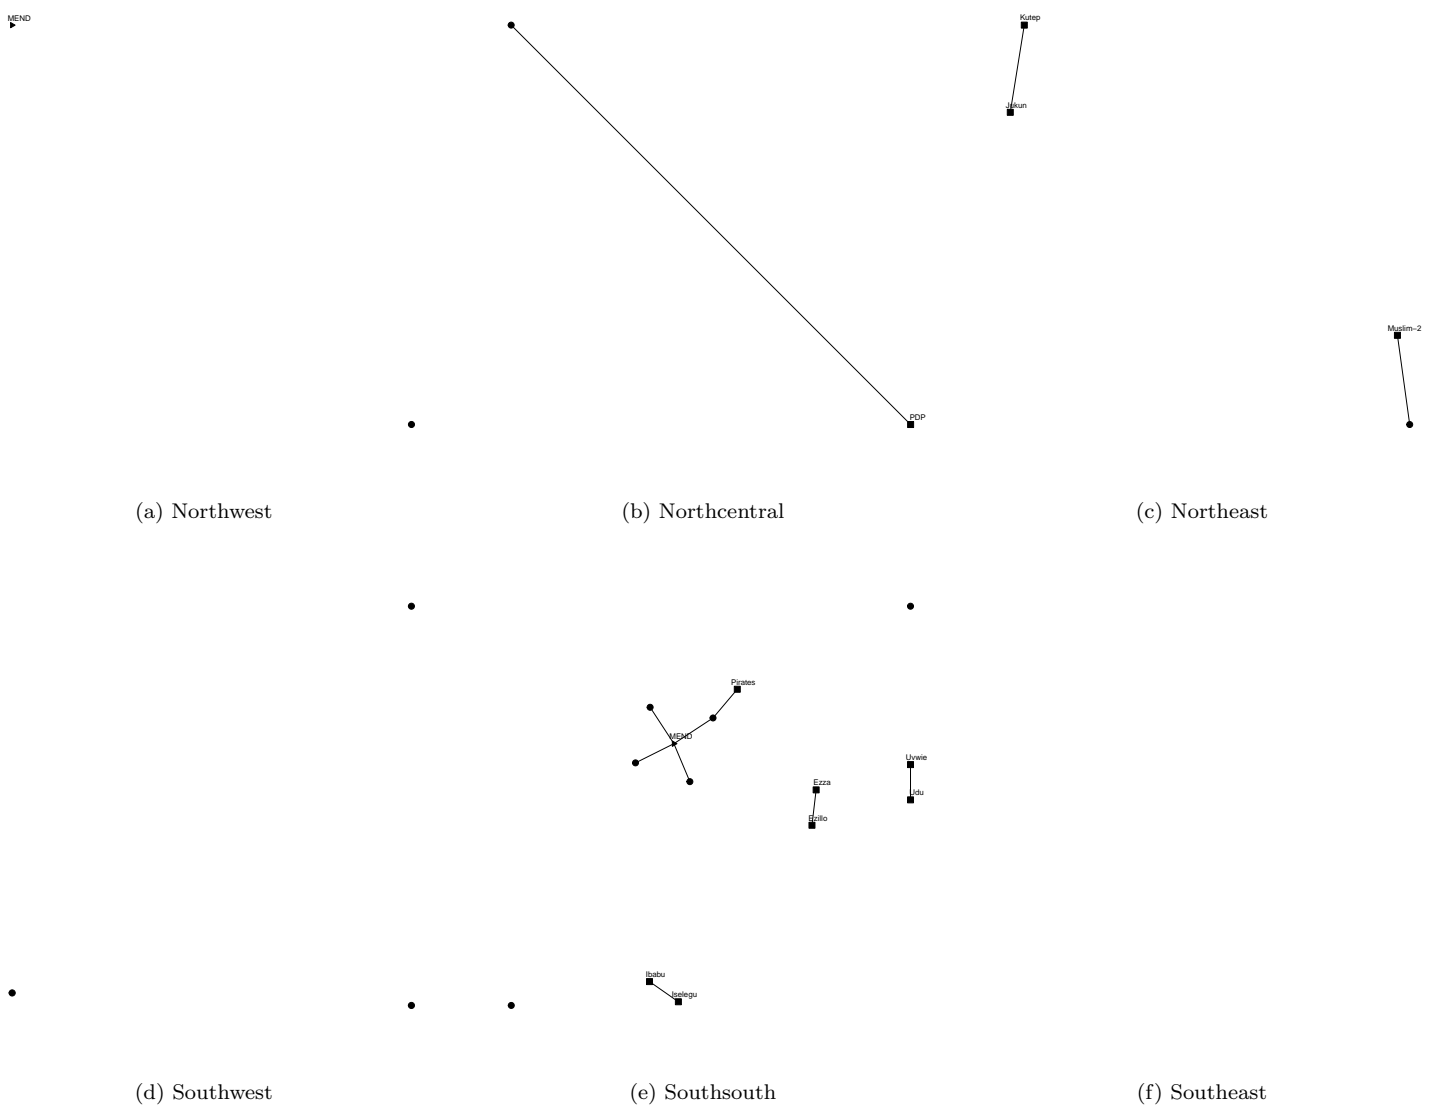 MEND
Kutep
Jukun
Muslim−2
PDP
(a) Northwest
(b) Northcentral
(c) Northeast
Pirates
MEND
Uvwie
Ezza
Udu
Ezillo
Ibabu
Iselegu
(d) Southwest
(e) Southsouth
(f) Southeast